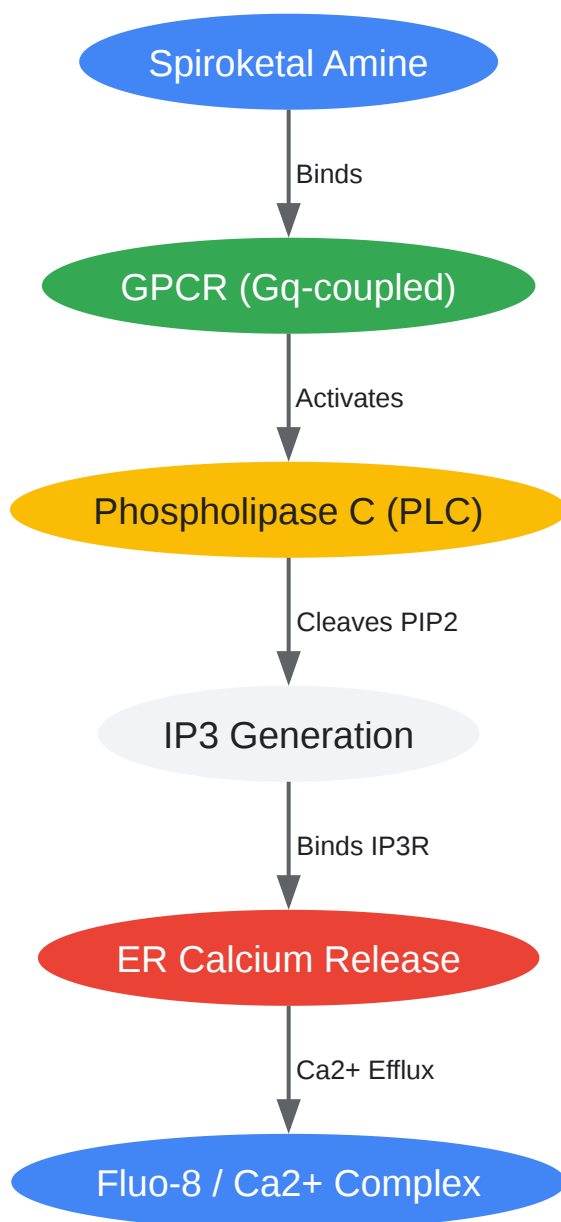 Spiroketal Amine
Binds
GPCR (Gq-coupled)
Activates
Phospholipase C (PLC)
Cleaves PIP2
IP3 Generation
Binds IP3R
ER Calcium Release
Ca2+ Efflux
Fluo-8 / Ca2+ Complex